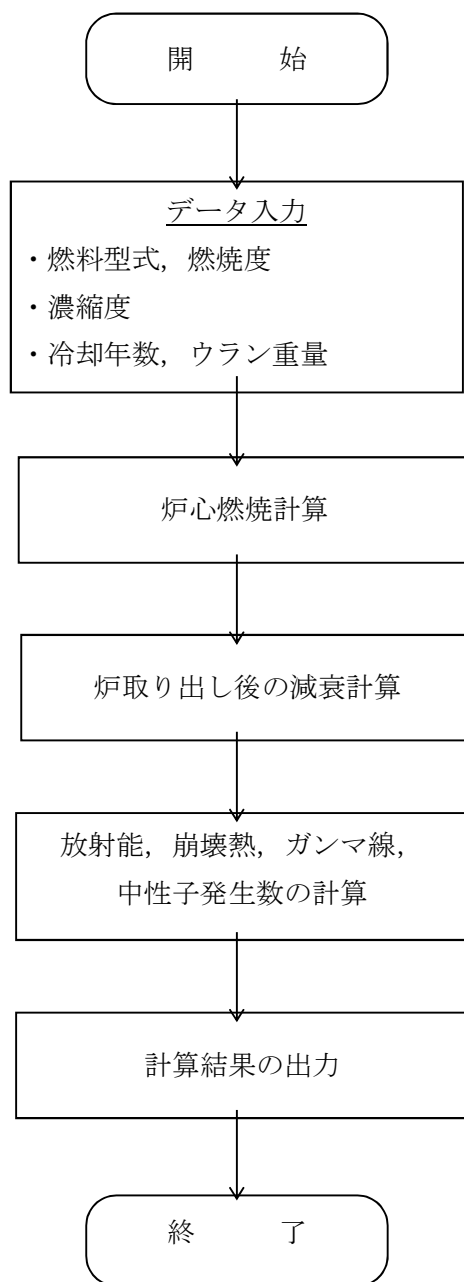 開　　　始
データ入力
・燃料型式，燃焼度
・濃縮度
・冷却年数，ウラン重量
炉心燃焼計算
炉取り出し後の減衰計算
放射能，崩壊熱，ガンマ線，
中性子発生数の計算
計算結果の出力
終　　　了